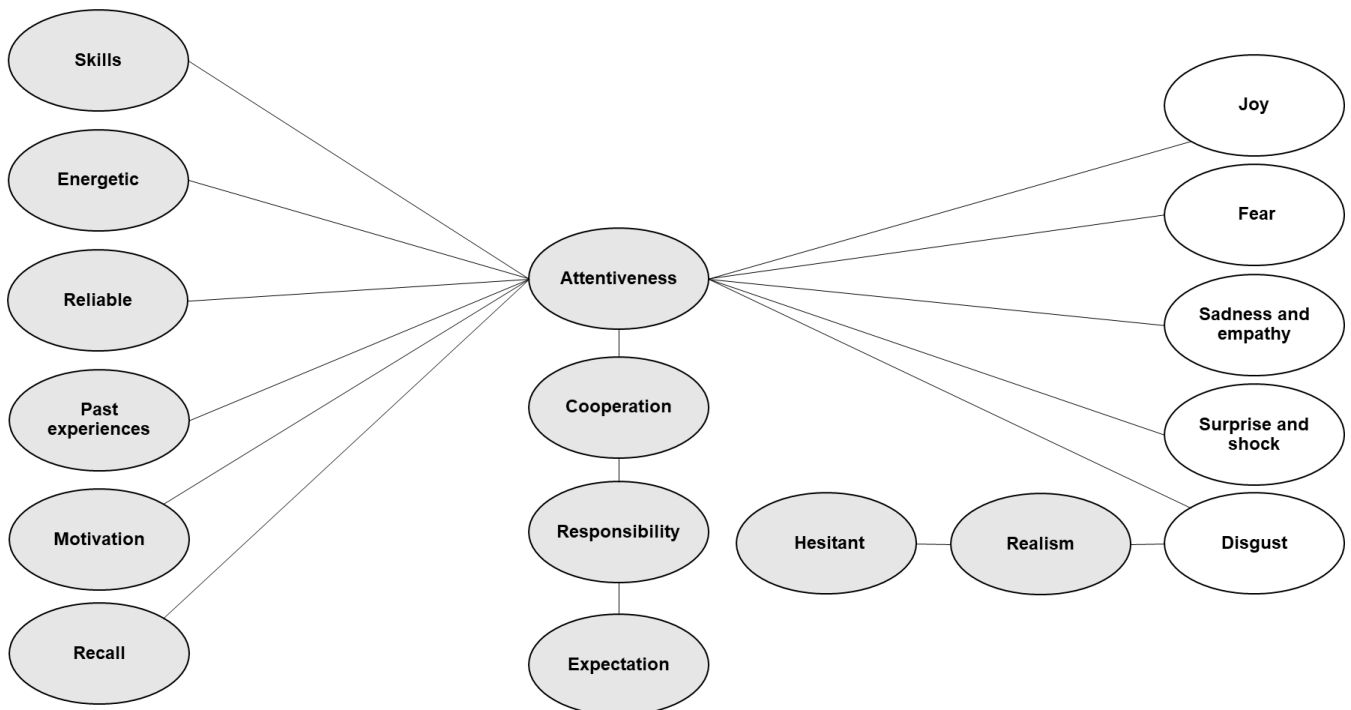 Skills
Energetic
Reliable
Past
experiences
Motivation
Recall
Attentiveness
Cooperation
Responsibility
Expectation
Hesitant
Realism
Joy
Fear
Sadness and
empathy
Surprise and
shock
Disgust